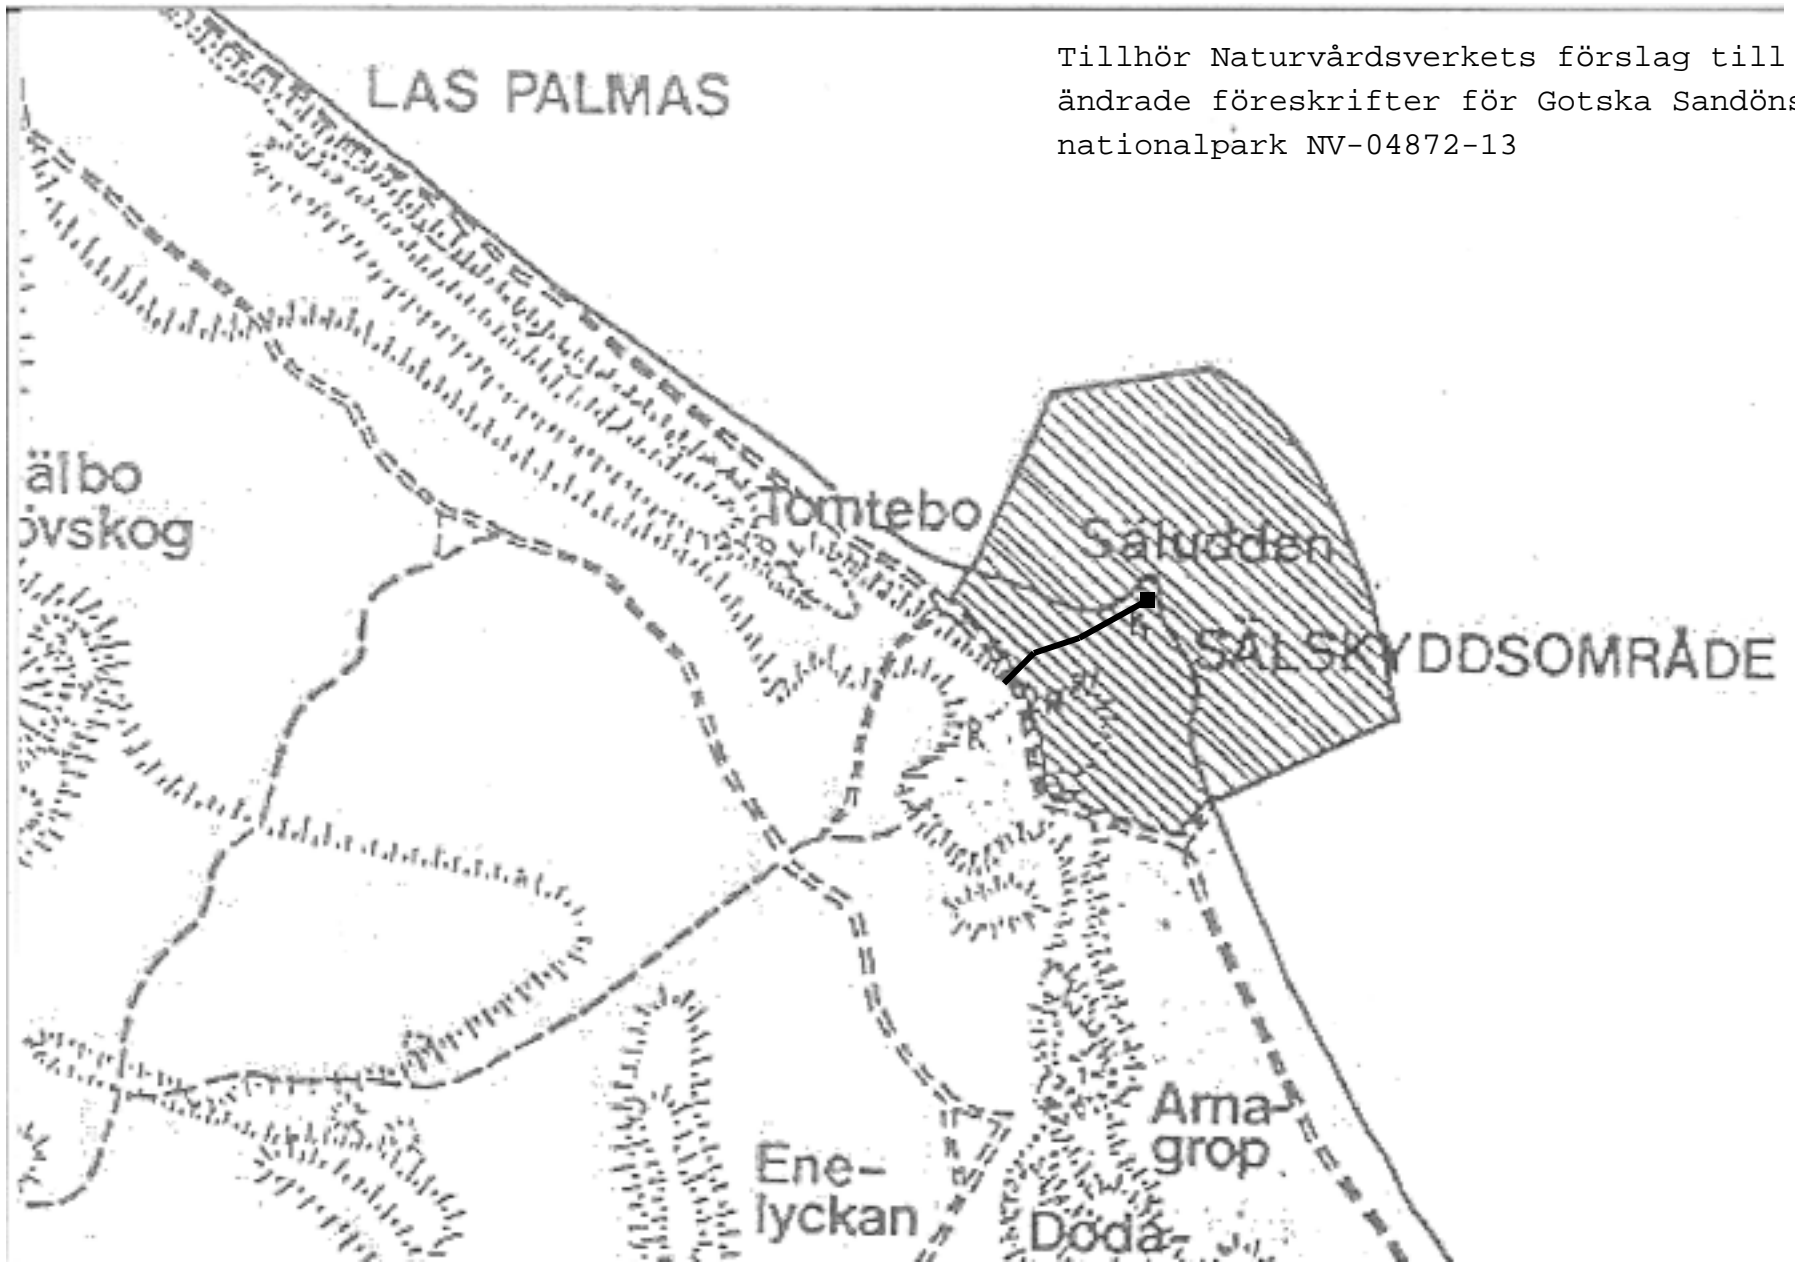 Tillhör Naturvårdsverkets förslag till
ändrade föreskrifter för Gotska Sandöns
nationalpark NV-04872-13
LAS PALMAS
älbo
övskog
Tomtebo
Säludden
SÄLSKYDDSOMRÅDE
Arna-
grop
Ene-
lyckan
Döda-